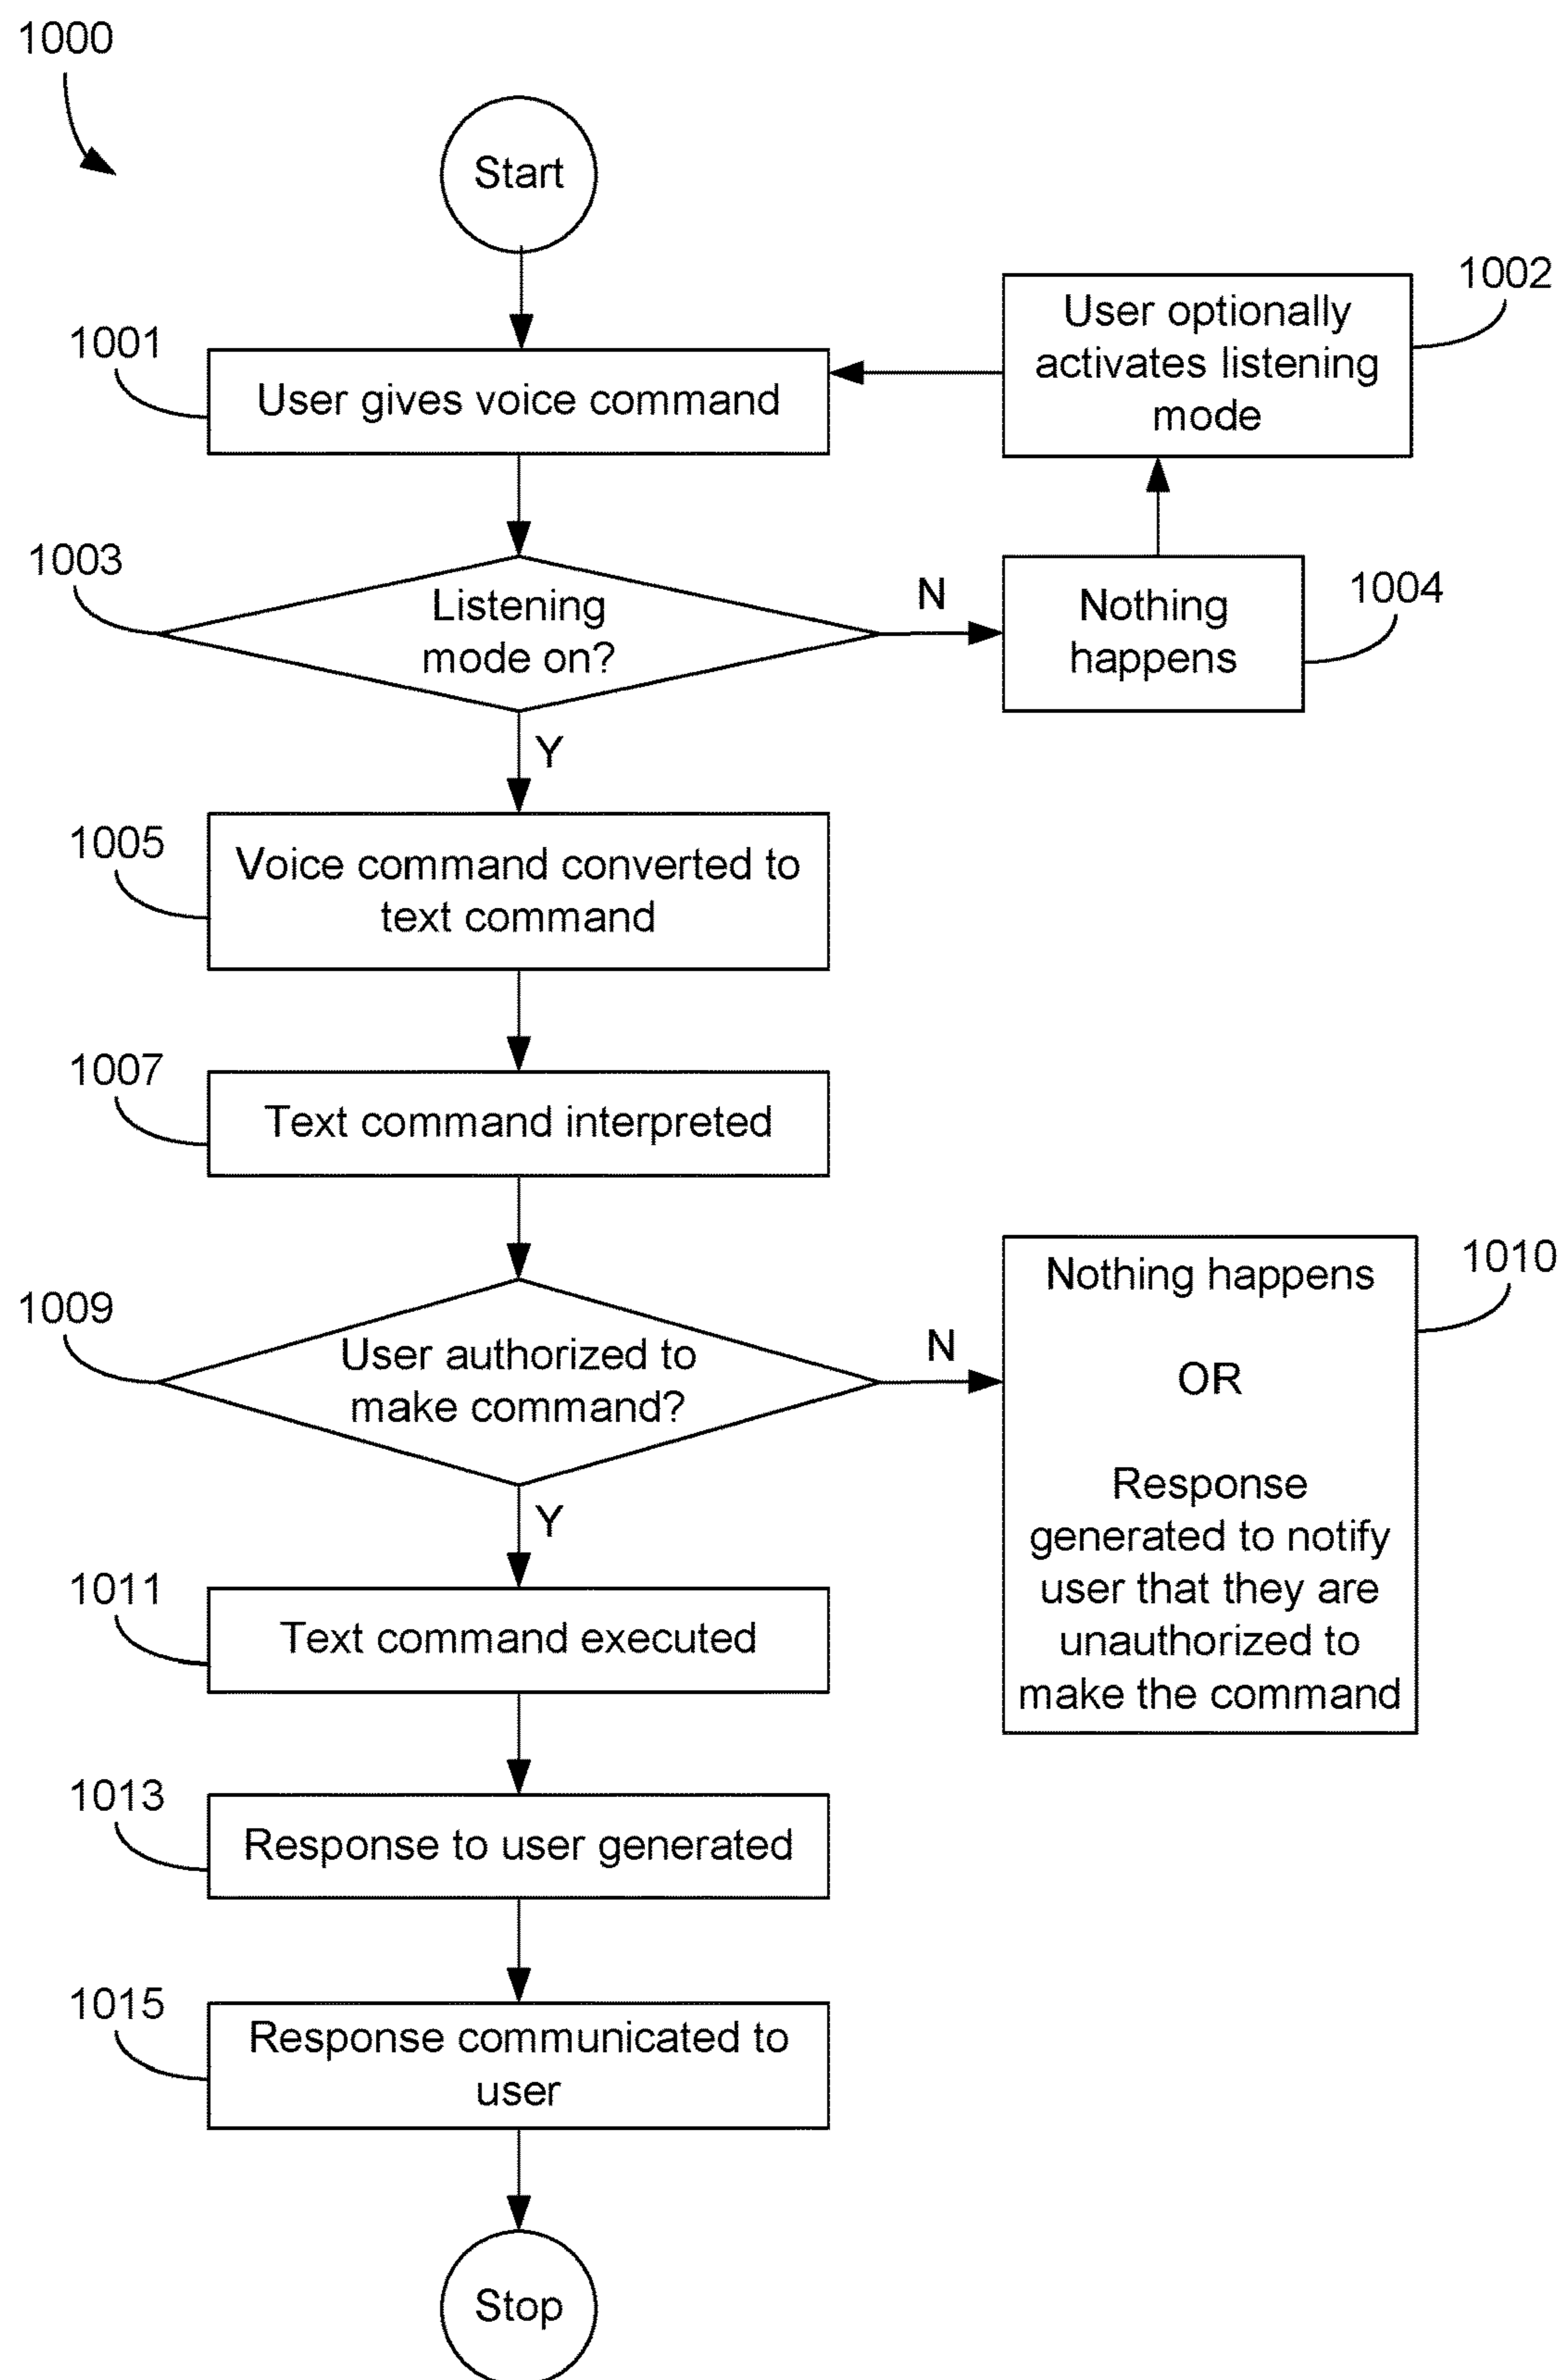 1000
Start
1002
User optionally
activates listening
mode
1001
User gives voice command
1003
Listening
mode on?
N
1004
Nothing
happens
Y
1005
Voice command converted to
text command
1007
Text command interpreted
1009
User authorized to
make command?
N
1010
Nothing happens
OR
Response
generated to notify
user that they are
unauthorized to
make the command
Y
1011
Text command executed
1013
Response to user generated
1015
Response communicated to
user
Stop